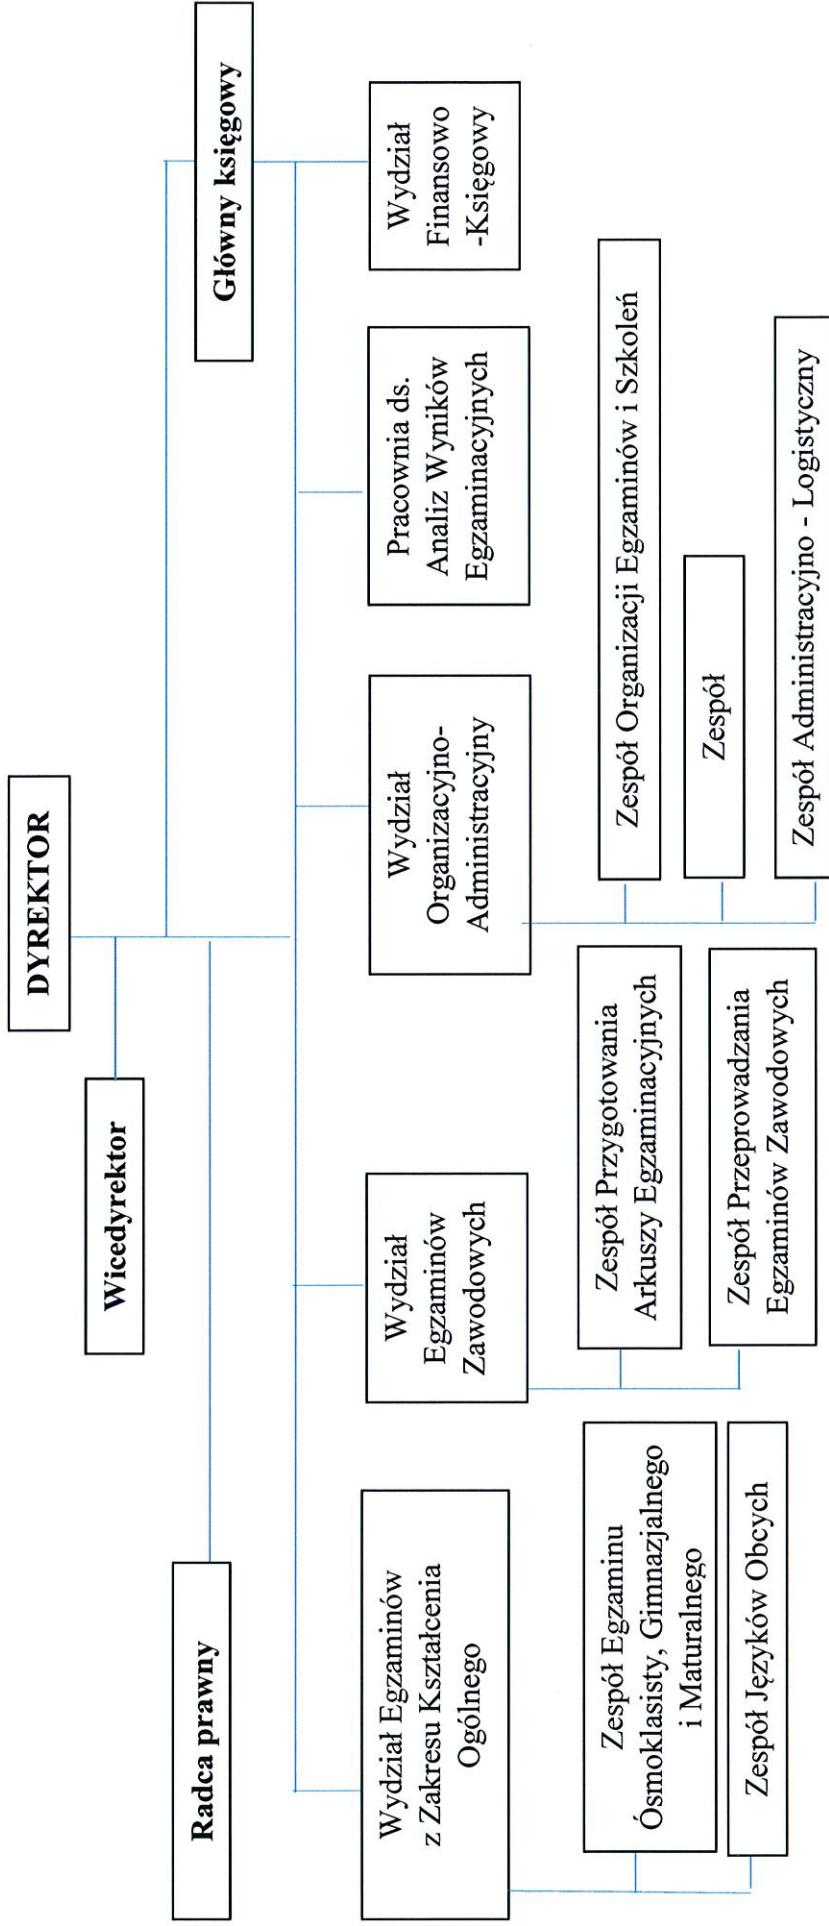 DYREKTOR
Wicedyrektor
Radca prawny
Główny księgowy
Wydział Egzaminów
z Zakresu Kształcenia
Ogólnego
Wydział
Egzaminów
Zawodowych
Wydział
Organizacyjno-
Administracyjny
Pracownia ds.
Analiz Wyników
Egzaminacyjnych
Wydział
Finansowo
-Księgowy
Zespół Egzaminu
Ósmoklasisty, Gimnazjalnego
i Maturalnego
Zespół Języków Obcych
Zespół Przygotowania
Arkuszy Egzaminacyjnych
Zespół Przeprowadzania
Egzaminów Zawodowych
Zespół Organizacji Egzaminów i Szkoleń
Zespół
Zespół Administracyjno - Logistyczny